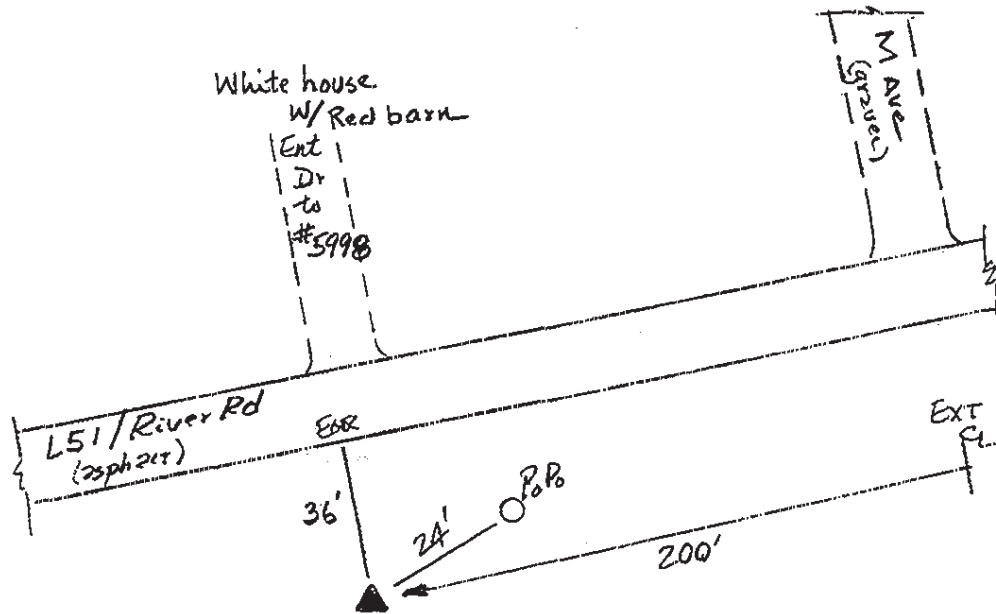 White house
W/ Red barn
Ent
Dr
to
#5998
M Ave
(gravel)
L51/River Rd
(asphalt)
EOR
36'
24'
PoPo
200'
EXT
CL